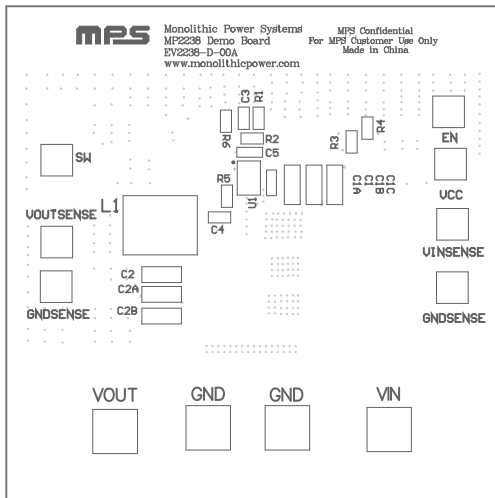 mPS
Monolithic Power Systems
MP2238 Demo Board
EV2238-D-00A
www.monolithicpower.com
MPS Confidential
For MPS Customer Use Only
Made in China
C3
R1
R6
R2
C5
R3
R4
EN
SW
R5
U1
C1A
C1
C1B
C1C
VCC
VOUTSENSE
L1
C4
VINSENSE
C2
C2A
C2B
GNDSENSE
GNDSENSE
VOUT
GND
GND
VIN